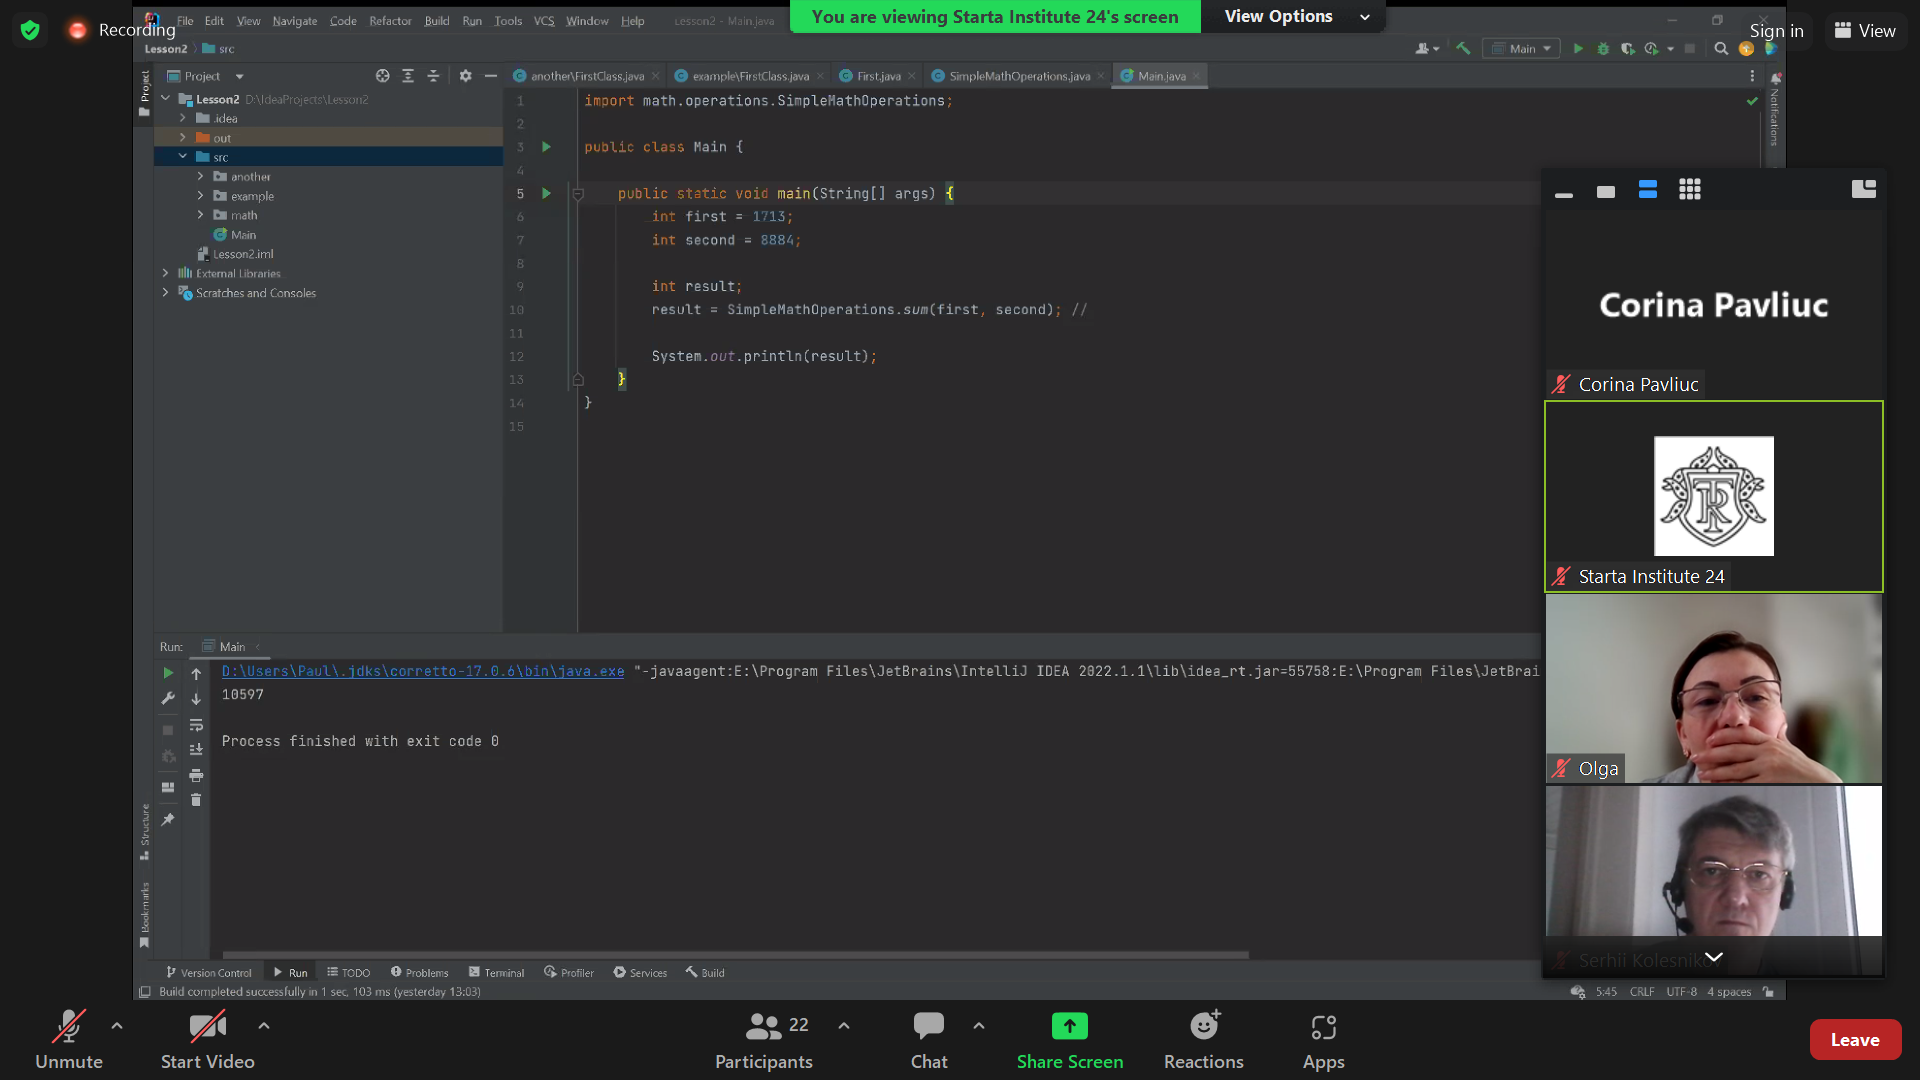 Recording
File Edit View Navigate Code Refactor Build Run Tools VCS Window Help Lesson2 - Main.java
You are viewing Starta Institute 24's screen
View Options
Sign in
View
Lesson2 src
Main
Project
Project
another\FirstClass.java
example\FirstClass.java
First.java
SimpleMathOperations.java
Main.java
Notifications
Lesson2 D:\IdeaProjects\Lesson2
.idea
out
src
another
example
math
Main
Lesson2.iml
External Libraries
Scratches and Consoles
1 import math.operations.SimpleMathOperations;
2
3 public class Main {
4
5 public static void main(String[] args) {
6 int first = 1713;
7 int second = 8884;
8
9 int result;
10 result = SimpleMathOperations.sum(first, second); //
11
12 System.out.println(result);
13 }
14 }
15
Corina Pavliuc
Corina Pavliuc
Starta Institute 24
Olga
Serhii Kolesnikov
Run: Main
D:\Users\Paul\.jdks\corretto-17.0.6\bin\java.exe "-javaagent:E:\Program Files\JetBrains\IntelliJ IDEA 2022.1.1\lib\idea_rt.jar=55758:E:\Program Files\JetBrai
10597
Process finished with exit code 0
Structure
Bookmarks
Version Control Run TODO Problems Terminal Profiler Services Build
Build completed successfully in 1 sec, 103 ms (yesterday 13:03)
5:45 CRLF UTF-8 4 spaces
Unmute
Start Video
22
Participants
Chat
Share Screen
Reactions
Apps
Leave